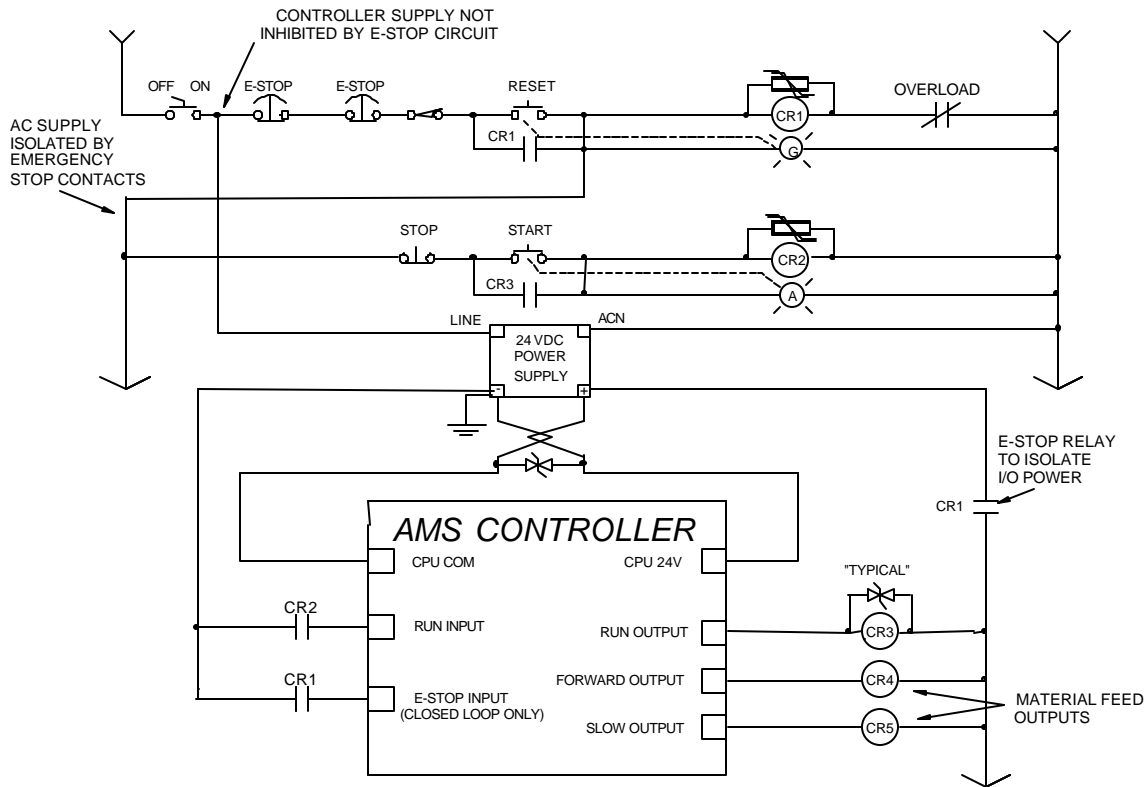 CONTROLLER SUPPLY NOT
INHIBITED BY E-STOP CIRCUIT
OFF ON
E-STOP
E-STOP
RESET
CR1
OVERLOAD
CR1
G
AC SUPPLY
ISOLATED BY
EMERGENCY
STOP CONTACTS
STOP
START
CR2
CR3
A
LINE
ACN
24 VDC
POWER
SUPPLY
-
+
E-STOP RELAY
TO ISOLATE
I/O POWER
CR1
AMS CONTROLLER
CPU COM
CPU 24V
"TYPICAL"
CR2
RUN INPUT
RUN OUTPUT
CR3
CR1
E-STOP INPUT
(CLOSED LOOP ONLY)
FORWARD OUTPUT
CR4
SLOW OUTPUT
CR5
MATERIAL FEED
OUTPUTS